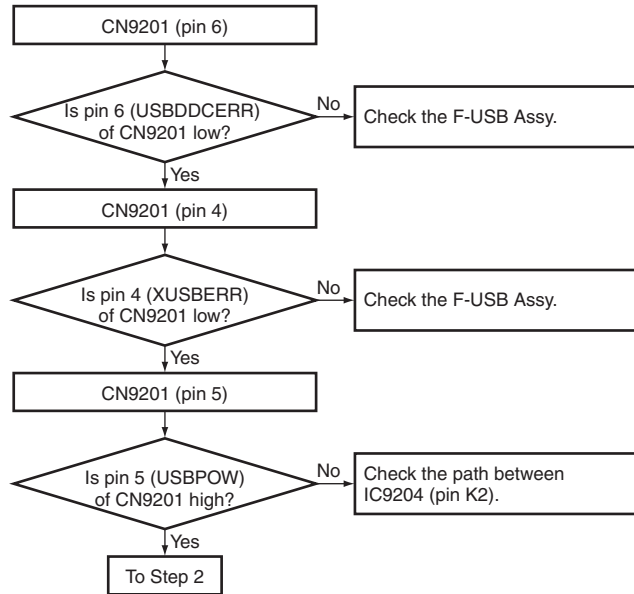 CN9201 (pin 6)
Is pin 6 (USBDDCERR)
of CN9201 low?
No
Check the F-USB Assy.
Yes
CN9201 (pin 4)
Is pin 4 (XUSBERR)
of CN9201 low?
No
Check the F-USB Assy.
Yes
CN9201 (pin 5)
Is pin 5 (USBPOW)
of CN9201 high?
No
Check the path between
IC9204 (pin K2).
Yes
To Step 2